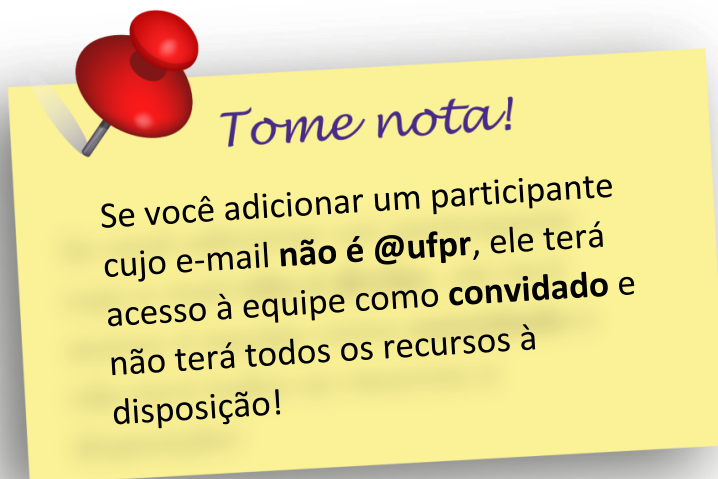 Tome nota!
Se você adicionar um participante
cujo e-mail não é @ufpr, ele terá
acesso à equipe como convidado e
não terá todos os recursos à
disposição!